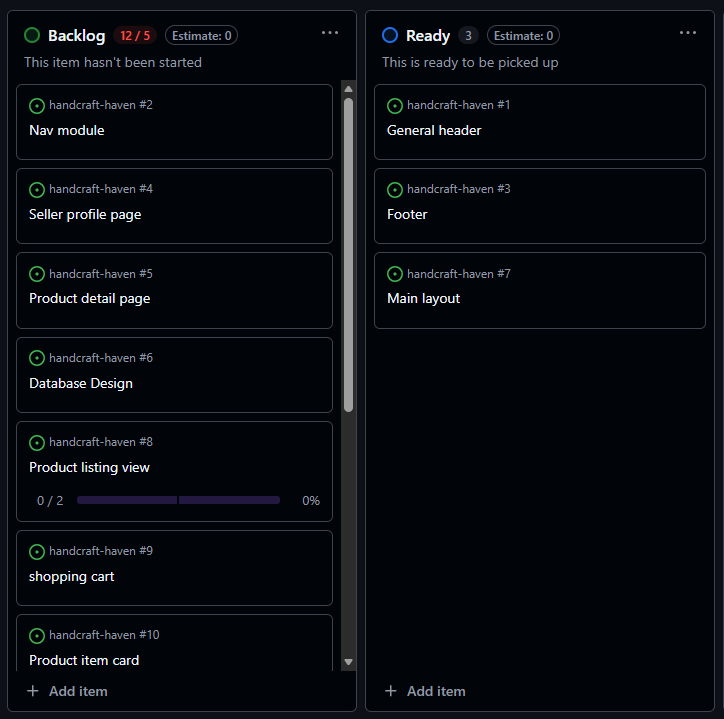 Backlog 12 / 5 Estimate: 0
This item hasn't been started
handcraft-haven #2
Nav module
handcraft-haven #4
Seller profile page
handcraft-haven #5
Product detail page
handcraft-haven #6
Database Design
handcraft-haven #8
Product listing view
0 / 2 0%
handcraft-haven #9
shopping cart
handcraft-haven #10
Product item card
Add item
Ready 3 Estimate: 0
This is ready to be picked up
handcraft-haven #1
General header
handcraft-haven #3
Footer
handcraft-haven #7
Main layout
Add item